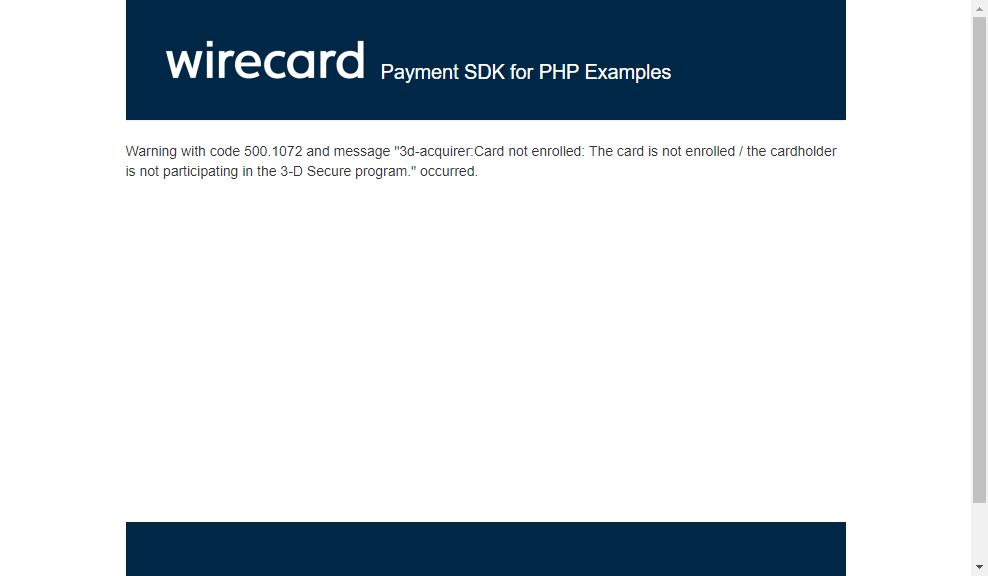 wirecard Payment SDK for PHP Examples
Warning with code 500.1072 and message "3d-acquirer:Card not enrolled: The card is not enrolled / the cardholder
is not participating in the 3-D Secure program." occurred.